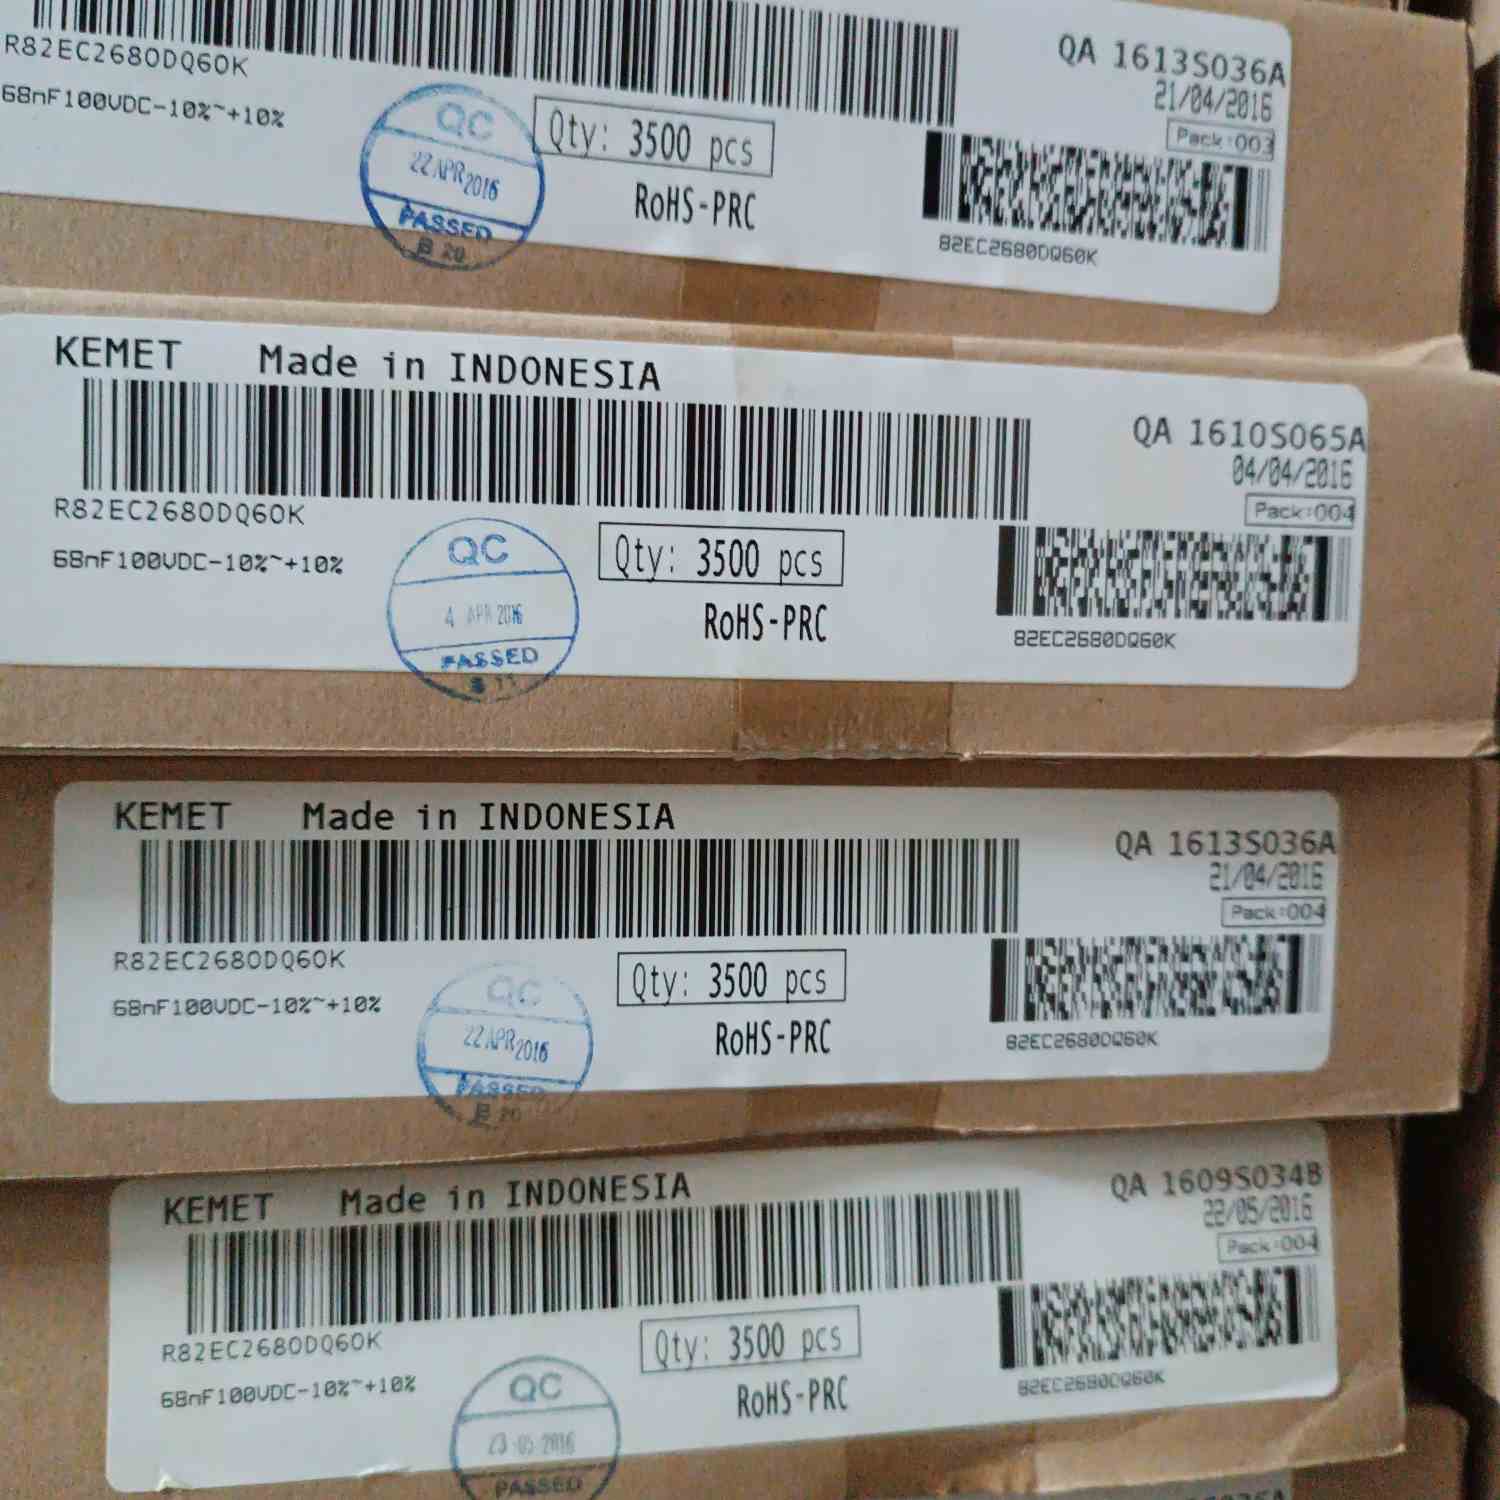 R82EC2680DQ60K
68nF100VDC-10%~+10%
QC
22 APR 2016
PASSED
Qty: 3500 pcs
RoHS-PRC
QA 1613S036A
21/04/2016
Pack:003
82EC2680DQ60K
KEMET Made in INDONESIA
R82EC2680DQ60K
68nF100VDC-10%~+10%
QC
4 APR 2016
PASSED
Qty: 3500 pcs
RoHS-PRC
QA 1610S065A
04/04/2016
Pack:004
82EC2680DQ60K
KEMET Made in INDONESIA
R82EC2680DQ60K
68nF100VDC-10%~+10%
QC
22 APR 2016
PASSED
Qty: 3500 pcs
RoHS-PRC
QA 1613S036A
21/04/2016
Pack:004
82EC2680DQ60K
KEMET Made in INDONESIA
R82EC2680DQ60K
68nF100VDC-10%~+10%
QC
23 05 2016
PASSED
Qty: 3500 pcs
RoHS-PRC
QA 1609S034B
22/05/2016
Pack:004
82EC2680DQ60K